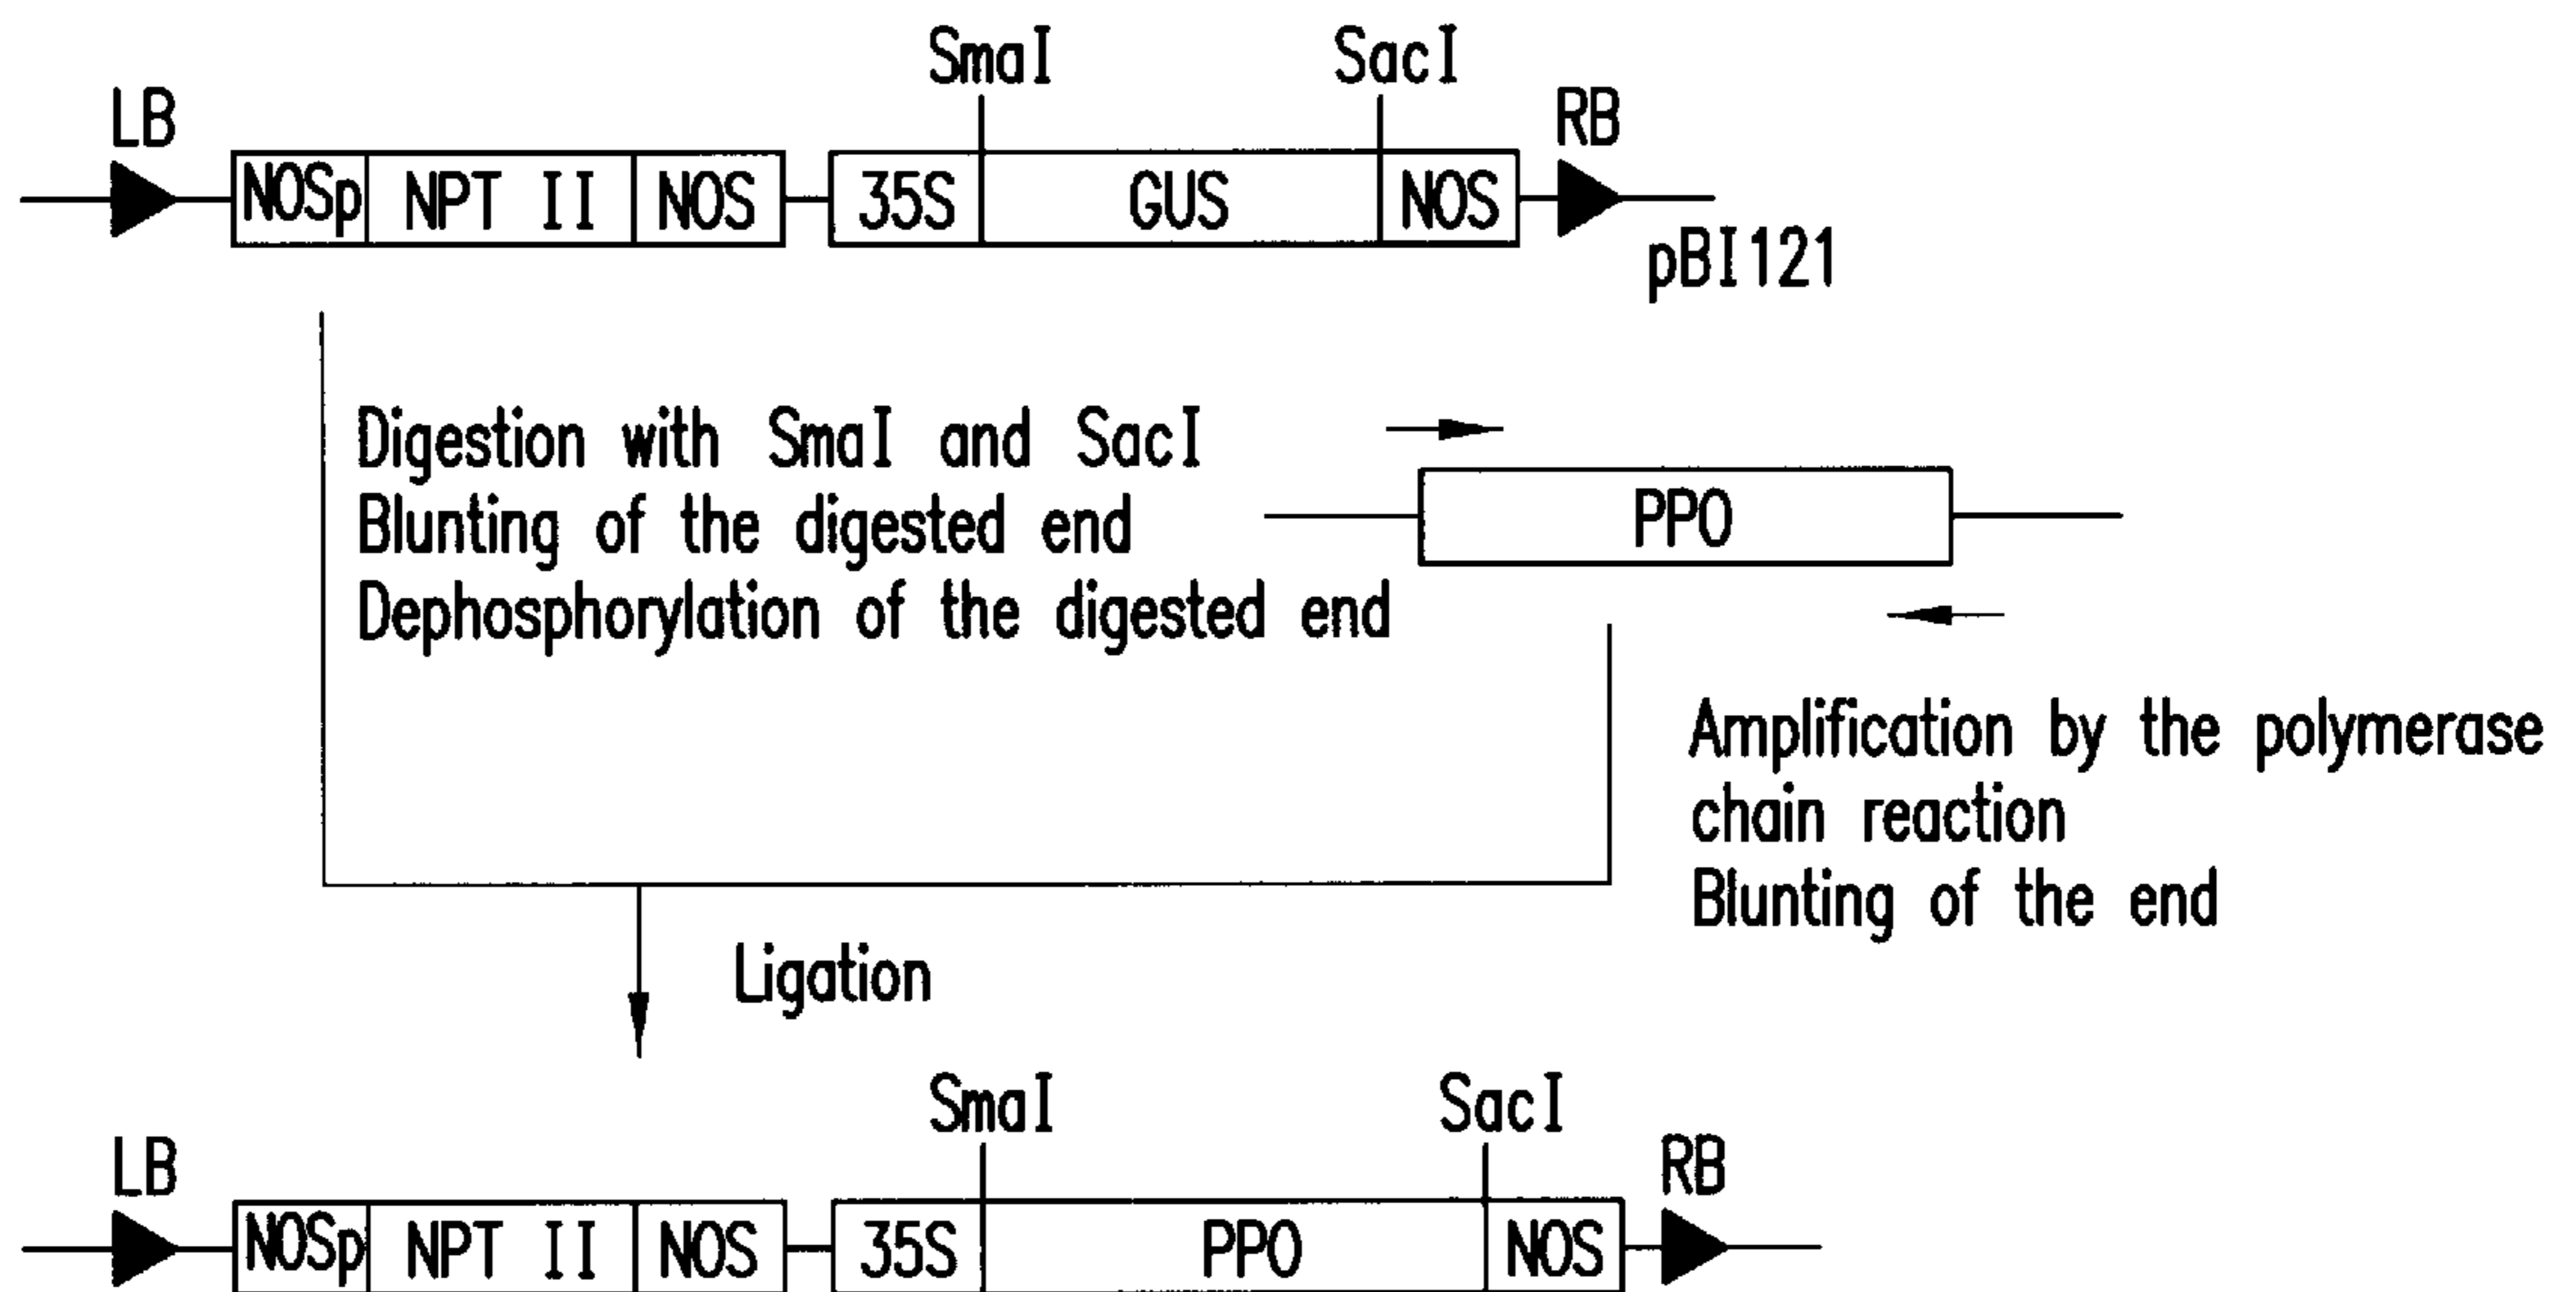 SmaI SacI
LB RB
NOSp NPT II NOS 35S GUS NOS
pBI121
Digestion with SmaI and SacI
Blunting of the digested end
Dephosphorylation of the digested end
PPO
Amplification by the polymerase
chain reaction
Blunting of the end
Ligation
SmaI SacI
LB RB
NOSp NPT II NOS 35S PPO NOS